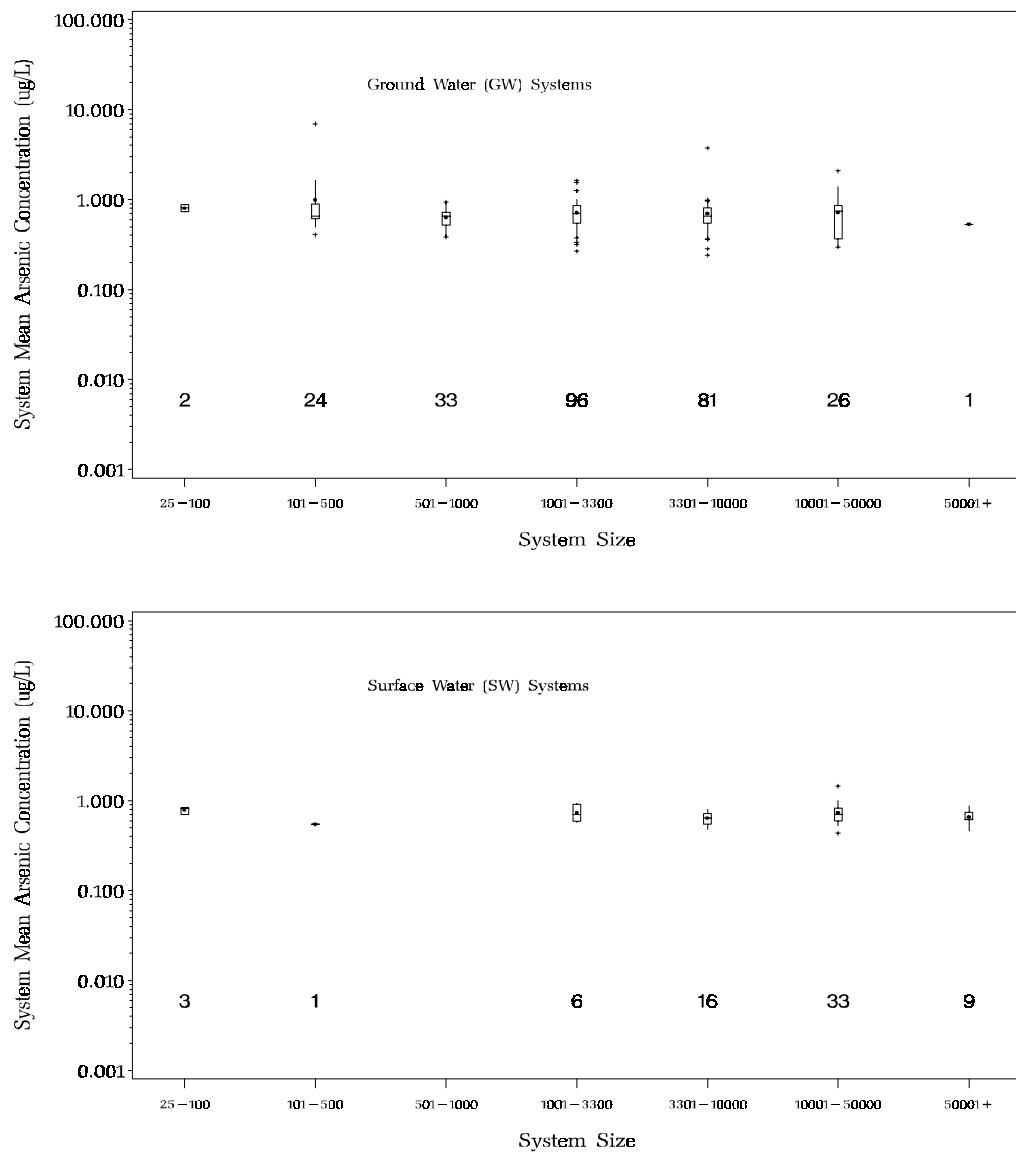 System Mean Arsenic Concentration (ug/L)
100.000
10.000
1.000
0.100
0.010
0.001
Ground Water (GW) Systems
2 24 33 96 81 26 1
25-100 101-500 501-1000 1001-3300 3301-10000 10001-50000 50001+
System Size
System Mean Arsenic Concentration (ug/L)
100.000
10.000
1.000
0.100
0.010
0.001
Surface Water (SW) Systems
3 1 6 16 33 9
25-100 101-500 501-1000 1001-3300 3301-10000 10001-50000 50001+
System Size